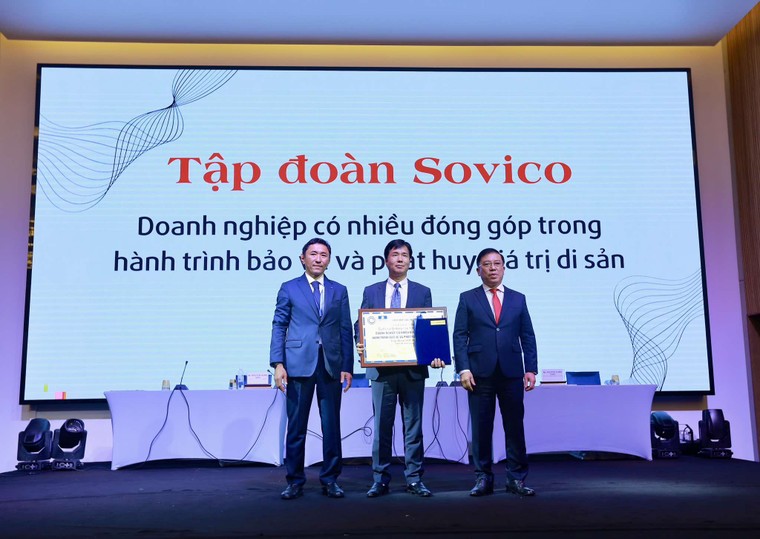 Tập đoàn Sovico
Doanh nghiệp có nhiều đóng góp trong
hành trình bảo và huy trị di sản